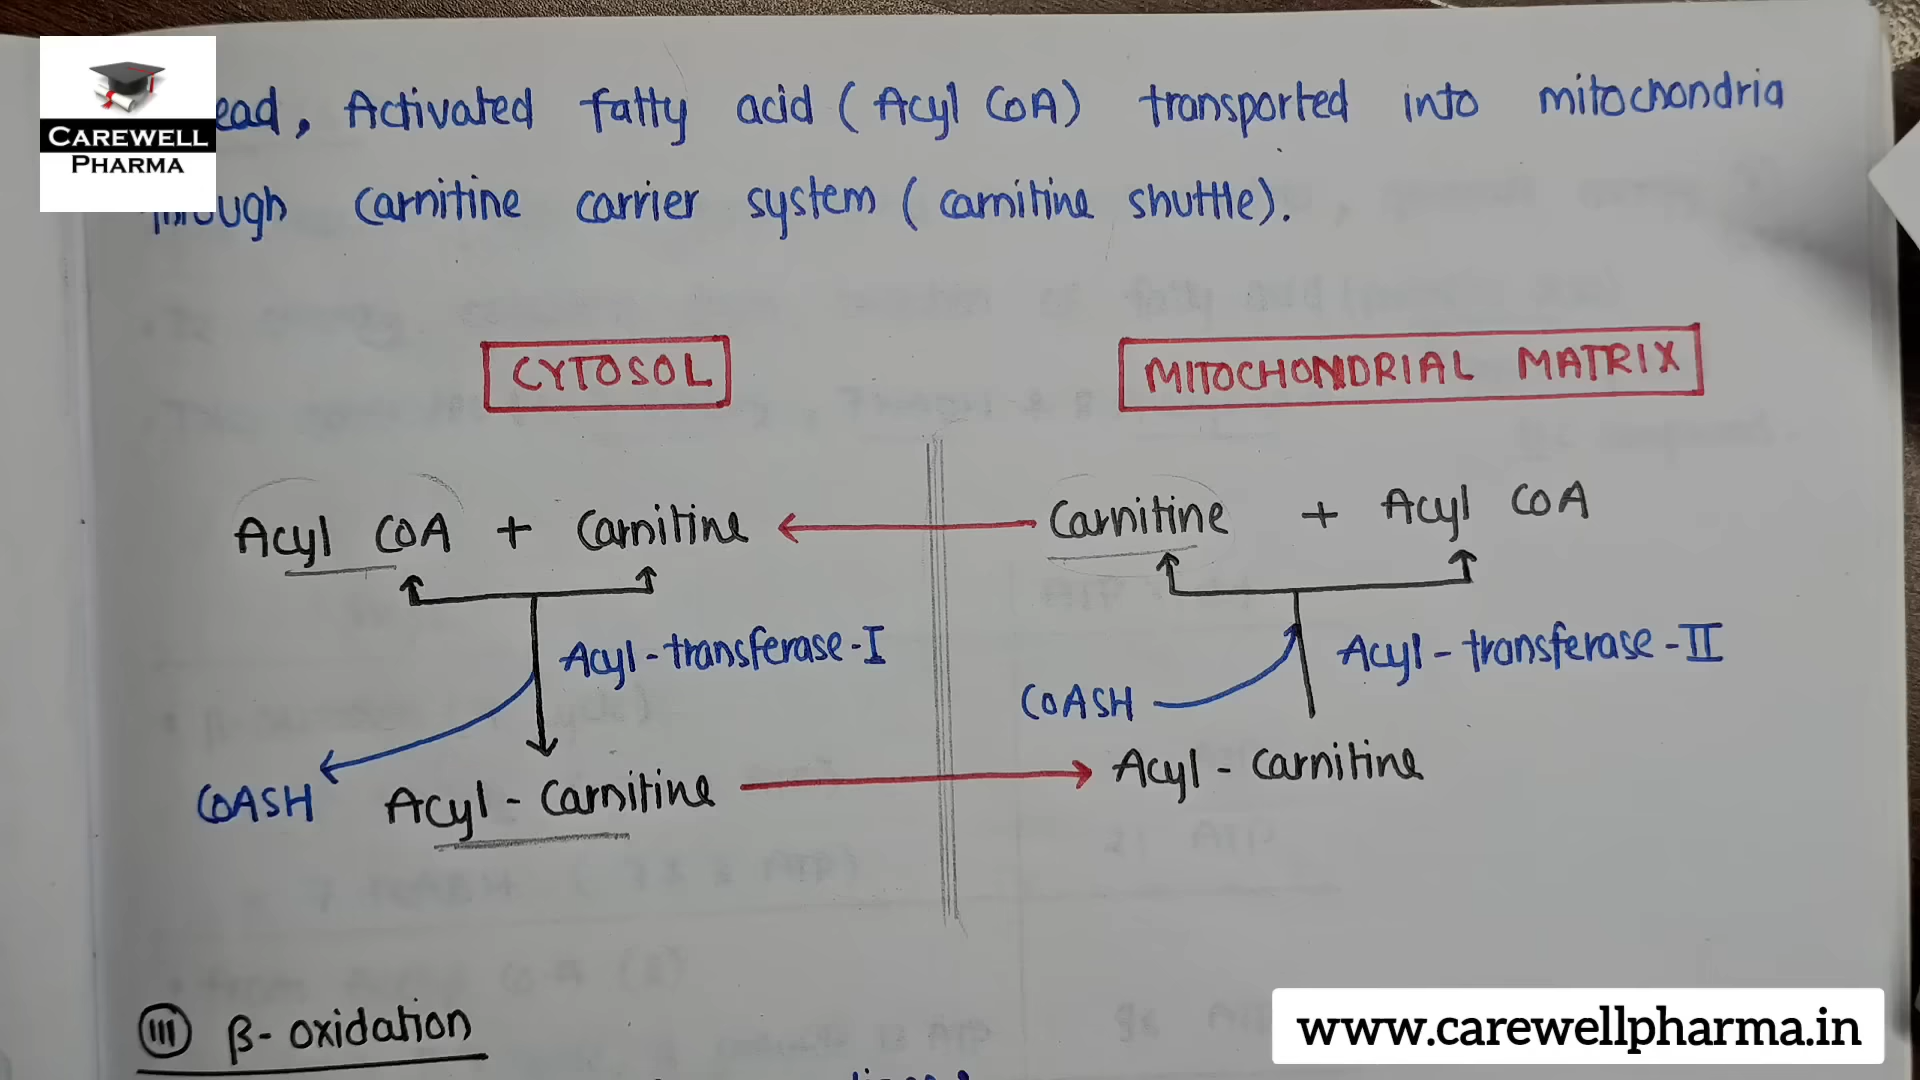 CAREWELL
PHARMA
ead, Activated fatty acid (Acyl CoA) transported into mitochondria
through carnitine carrier system (carnitine shuttle).
CYTOSOL
MITOCHONDRIAL MATRIX
Acyl CoA + Carnitine
Carnitine + Acyl CoA
Acyl-transferase-I
Acyl-transferase-II
CoASH
CoASH
Acyl-Carnitine
Acyl-Carnitine
III β-oxidation
www.carewellpharma.in